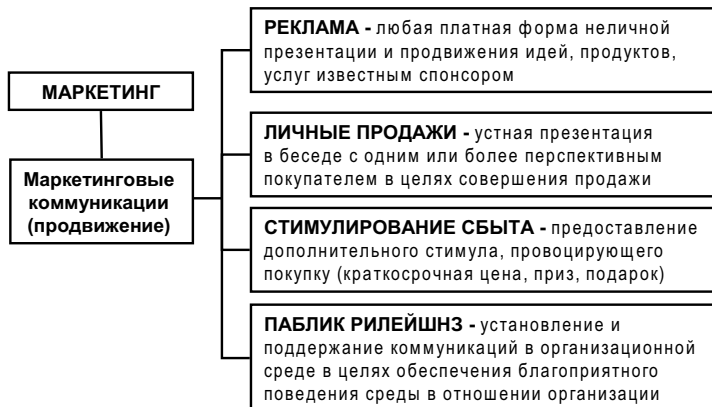 МАРКЕТИНГ
Маркетинговые
коммуникации
(продвижение)
РЕКЛАМА - любая платная форма неличной
презентации и продвижения идей, продуктов,
услуг известным спонсором
ЛИЧНЫЕ ПРОДАЖИ - устная презентация
в беседе с одним или более перспективным
покупателем в целях совершения продажи
СТИМУЛИРОВАНИЕ СБЫТА - предоставление
дополнительного стимула, провоцирующего
покупку (краткосрочная цена, приз, подарок)
ПАБЛИК РИЛЕЙШНЗ - установление и
поддержание коммуникаций в организационной
среде в целях обеспечения благоприятного
поведения среды в отношении организации